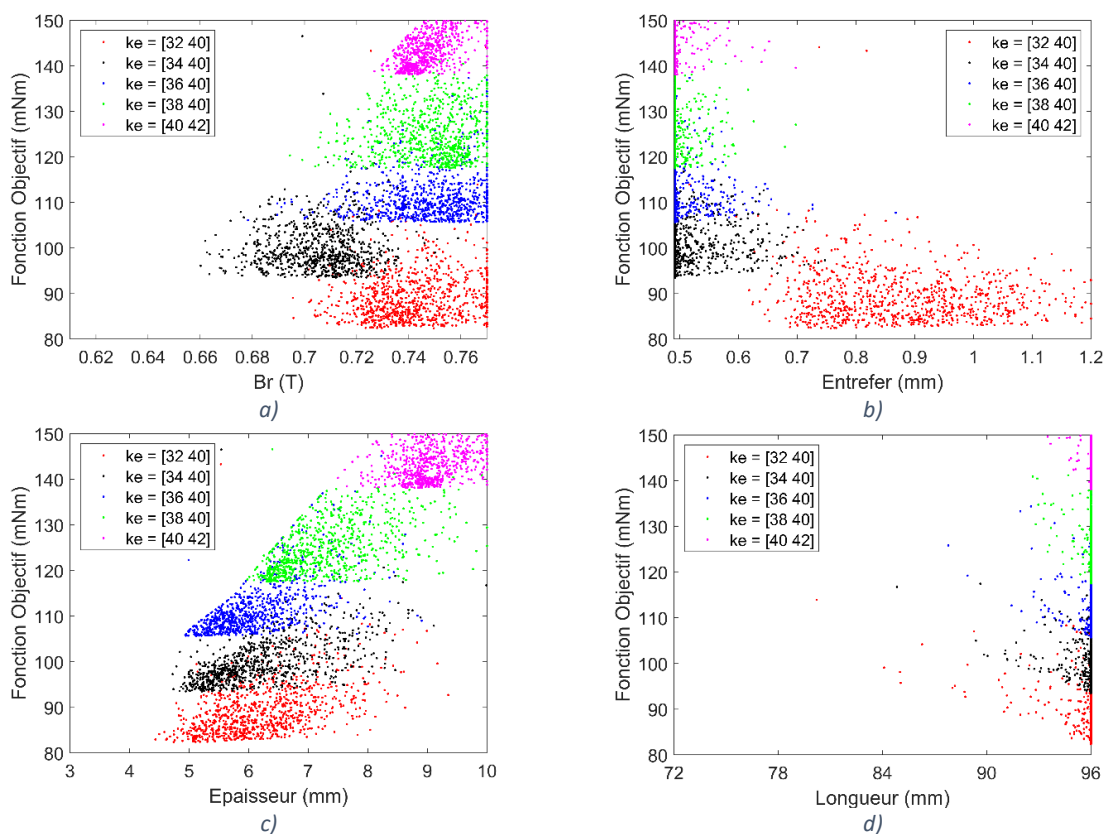 150
140
130
120
110
100
90
80
Fonction Objectif (mNm)
ke = [32 40]
ke = [34 40]
ke = [36 40]
ke = [38 40]
ke = [40 42]
0.62 0.64 0.66 0.68 0.7 0.72 0.74 0.76
Br (T)
a)
150
140
130
120
110
100
90
80
Fonction Objectif (mNm)
ke = [32 40]
ke = [34 40]
ke = [36 40]
ke = [38 40]
ke = [40 42]
0.5 0.6 0.7 0.8 0.9 1 1.1 1.2
Entrefer (mm)
b)
150
140
130
120
110
100
90
80
Fonction Objectif (mNm)
ke = [32 40]
ke = [34 40]
ke = [36 40]
ke = [38 40]
ke = [40 42]
3 4 5 6 7 8 9 10
Epaisseur (mm)
c)
150
140
130
120
110
100
90
80
Fonction Objectif (mNm)
ke = [32 40]
ke = [34 40]
ke = [36 40]
ke = [38 40]
ke = [40 42]
72 78 84 90 96
Longueur (mm)
d)